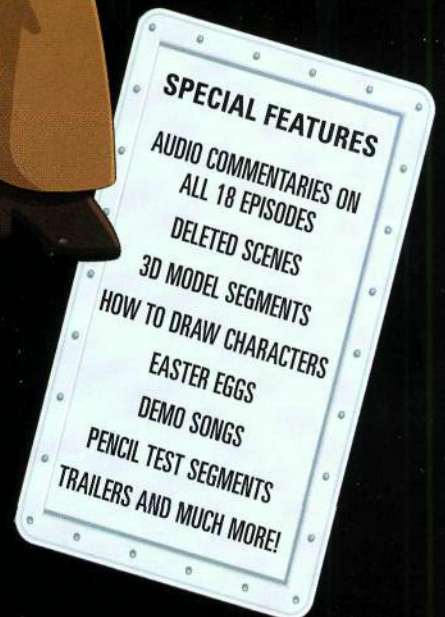 SPECIAL FEATURES
AUDIO COMMENTARIES ON
ALL 18 EPISODES
DELETED SCENES
3D MODEL SEGMENTS
HOW TO DRAW CHARACTERS
EASTER EGGS
DEMO SONGS
PENCIL TEST SEGMENTS
TRAILERS AND MUCH MORE!